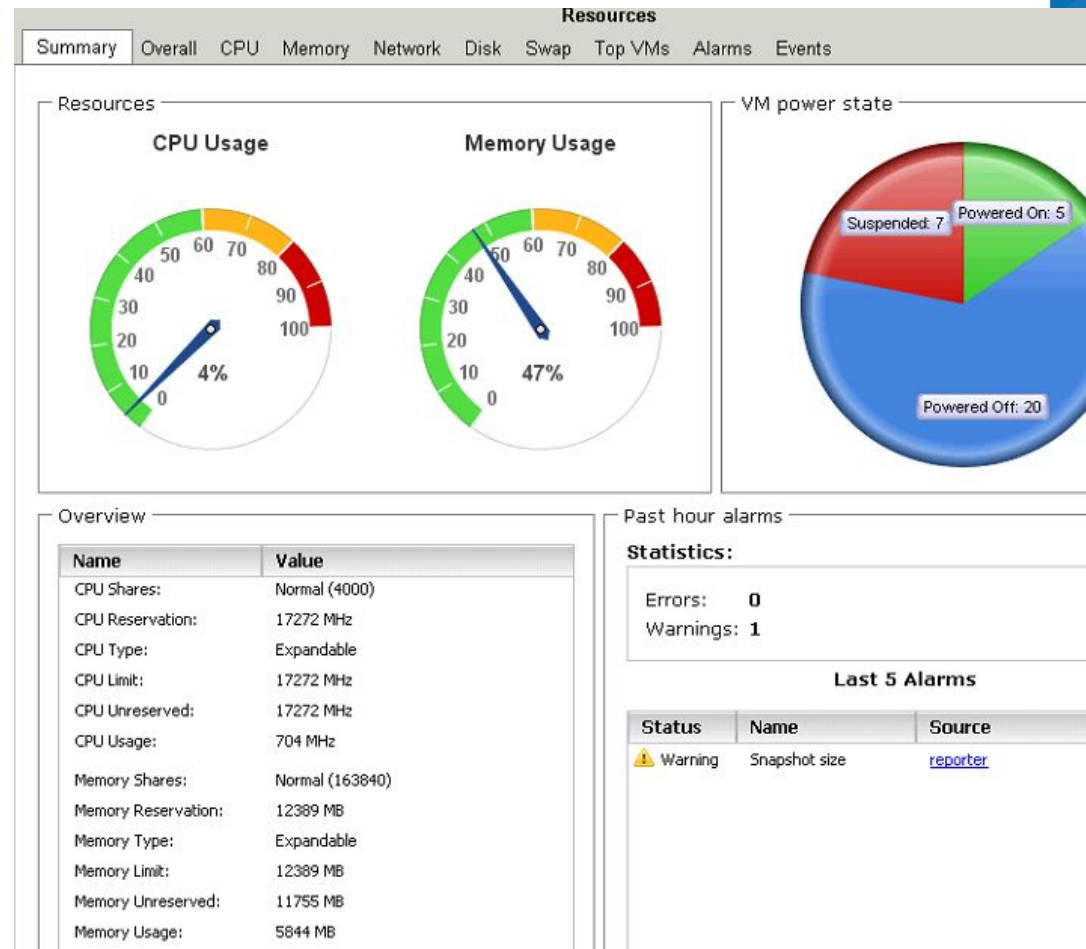 Resources
Summary Overall CPU Memory Network Disk Swap Top VMs Alarms Events
Resources
CPU Usage
0
10
20
30
40
50
60
70
80
90
100
4%
Memory Usage
0
10
20
30
40
50
60
70
80
90
100
47%
VM power state
Suspended: 7
Powered On: 5
Powered Off: 20
Overview
Name Value
CPU Shares: Normal (4000)
CPU Reservation: 17272 MHz
CPU Type: Expandable
CPU Limit: 17272 MHz
CPU Unreserved: 17272 MHz
CPU Usage: 704 MHz
Memory Shares: Normal (163840)
Memory Reservation: 12389 MB
Memory Type: Expandable
Memory Limit: 12389 MB
Memory Unreserved: 11755 MB
Memory Usage: 5844 MB
Past hour alarms
Statistics:
Errors: 0
Warnings: 1
Last 5 Alarms
Status Name Source
Warning Snapshot size reporter